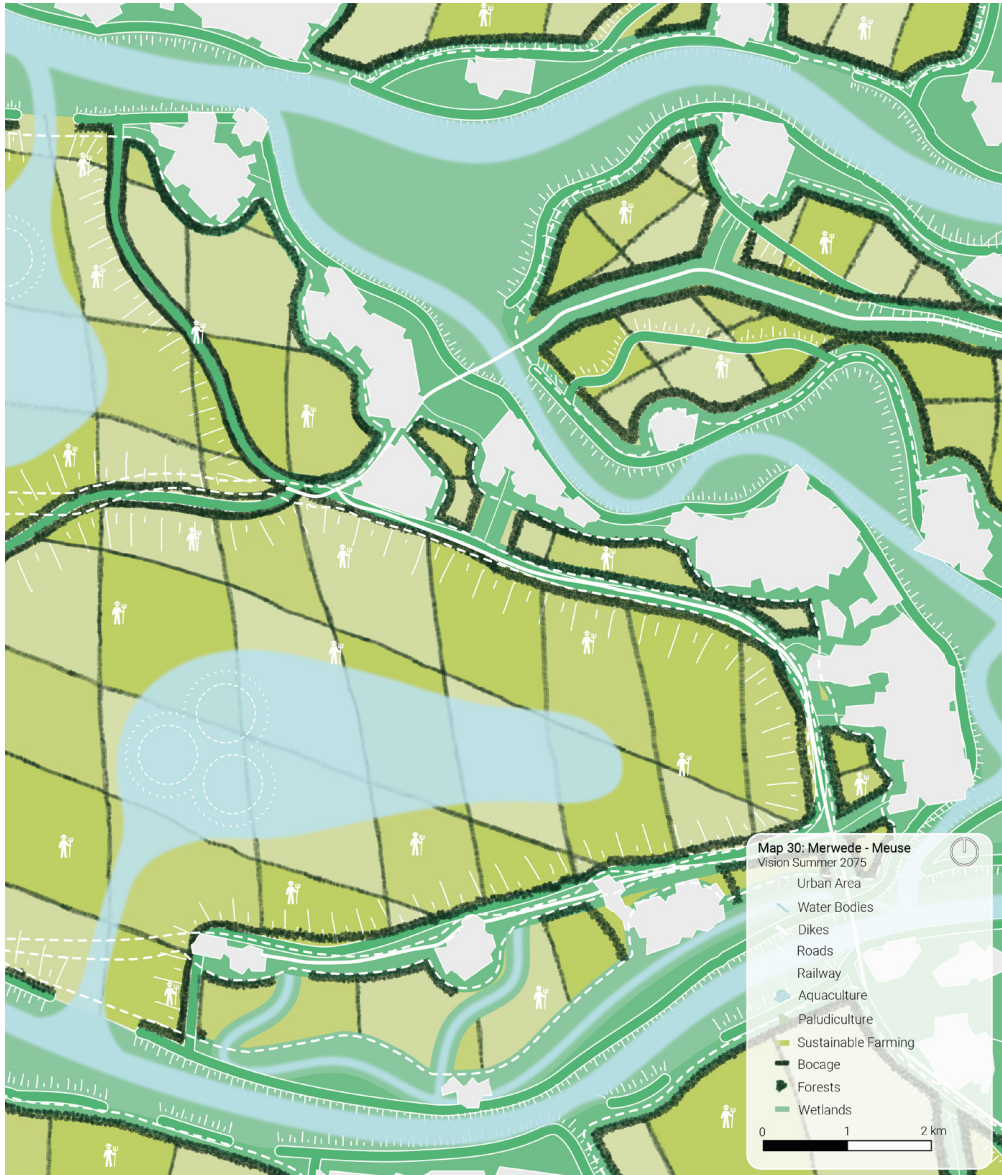 Map 30: Merwede - Meuse
Vision Summer 2075
Urban Area
Water Bodies
Dikes
Roads
Railway
Aquaculture
Paludiculture
Sustainable Farming
Bocage
Forests
Wetlands
0 1 2 km